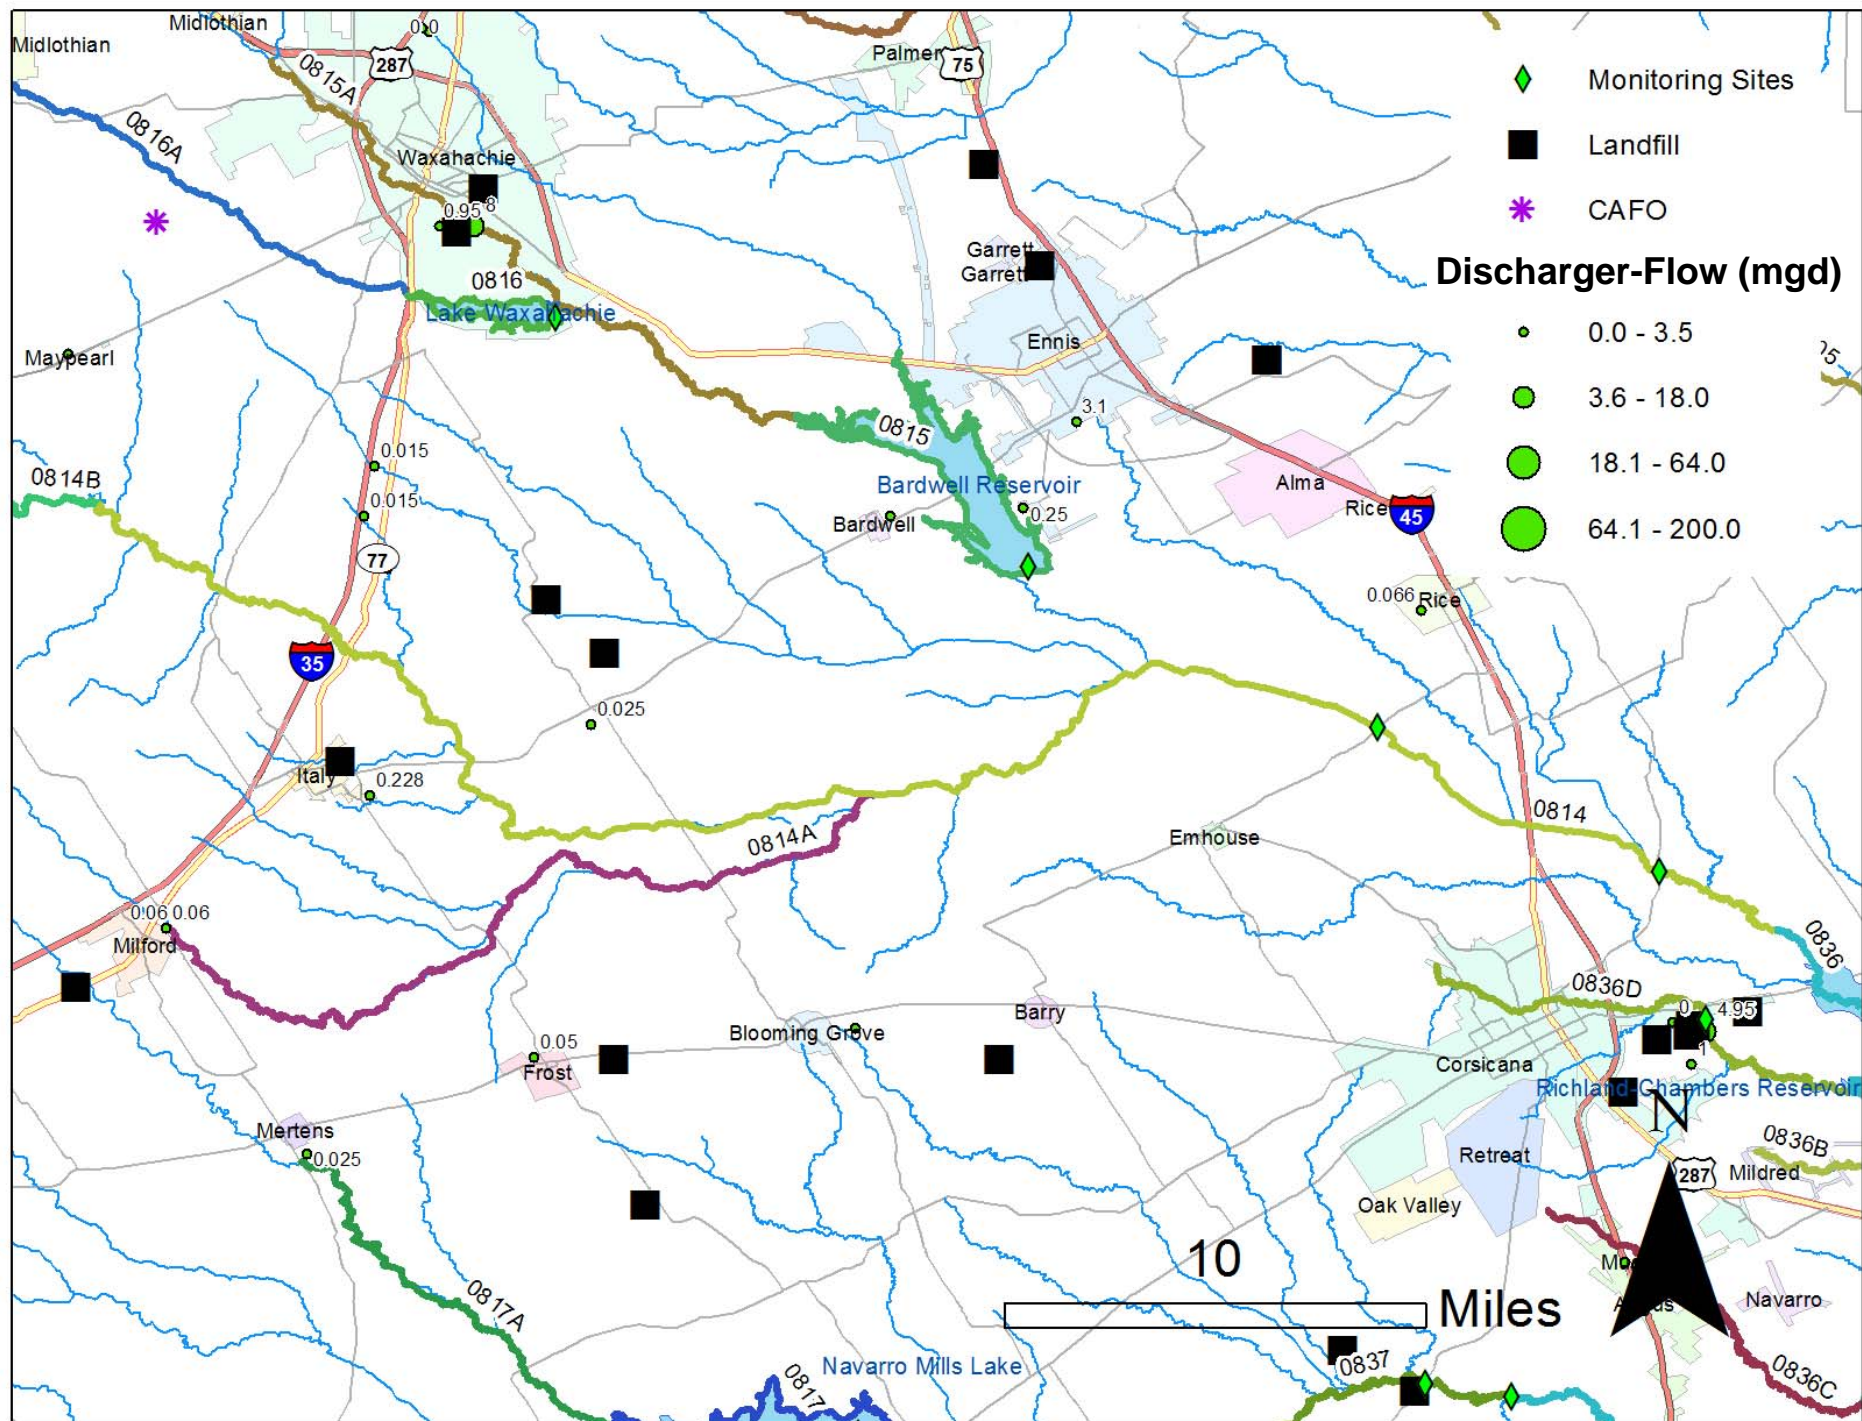 Midlothian
0.0
Midlothian
287
Palmer
75
Monitoring Sites
0815A
0816A
Landfill
Waxahachie
CAFO
0.95
8
Garrett
Garrett
Discharger-Flow (mgd)
0816
Lake Waxahachie
Ennis
0.0 - 3.5
Maypearl
05
3.6 - 18.0
3.1
0815
0.015
18.1 - 64.0
0814B
Bardwell Reservoir
Alma
0.015
Rice
45
Bardwell
0.25
64.1 - 200.0
77
0.066
Rice
35
0.025
Italy
0.228
0814
0814A
Emhouse
0.06 0.06
Milford
0836
0836D
Barry
0
4.95
Blooming Grove
0.05
1
Frost
Corsicana
Richland-Chambers Reservoir
N
Mertens
0836B
0.025
Retreat
287
Mildred
Oak Valley
10
0817A
Miles
Navarro
0837
Navarro Mills Lake
0817
0836C